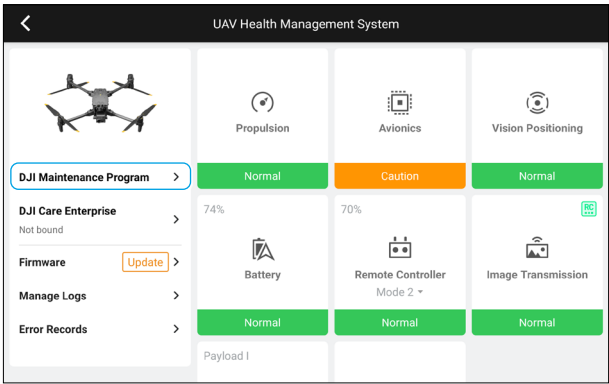 UAV Health Management System
DJI Maintenance Program
DJI Care Enterprise
Not bound
Firmware
Update
Manage Logs
Error Records
Propulsion
Normal
Avionics
Caution
Vision Positioning
Normal
74%
Battery
Normal
70%
Remote Controller
Mode 2
Normal
RC
Image Transmission
Normal
Payload I